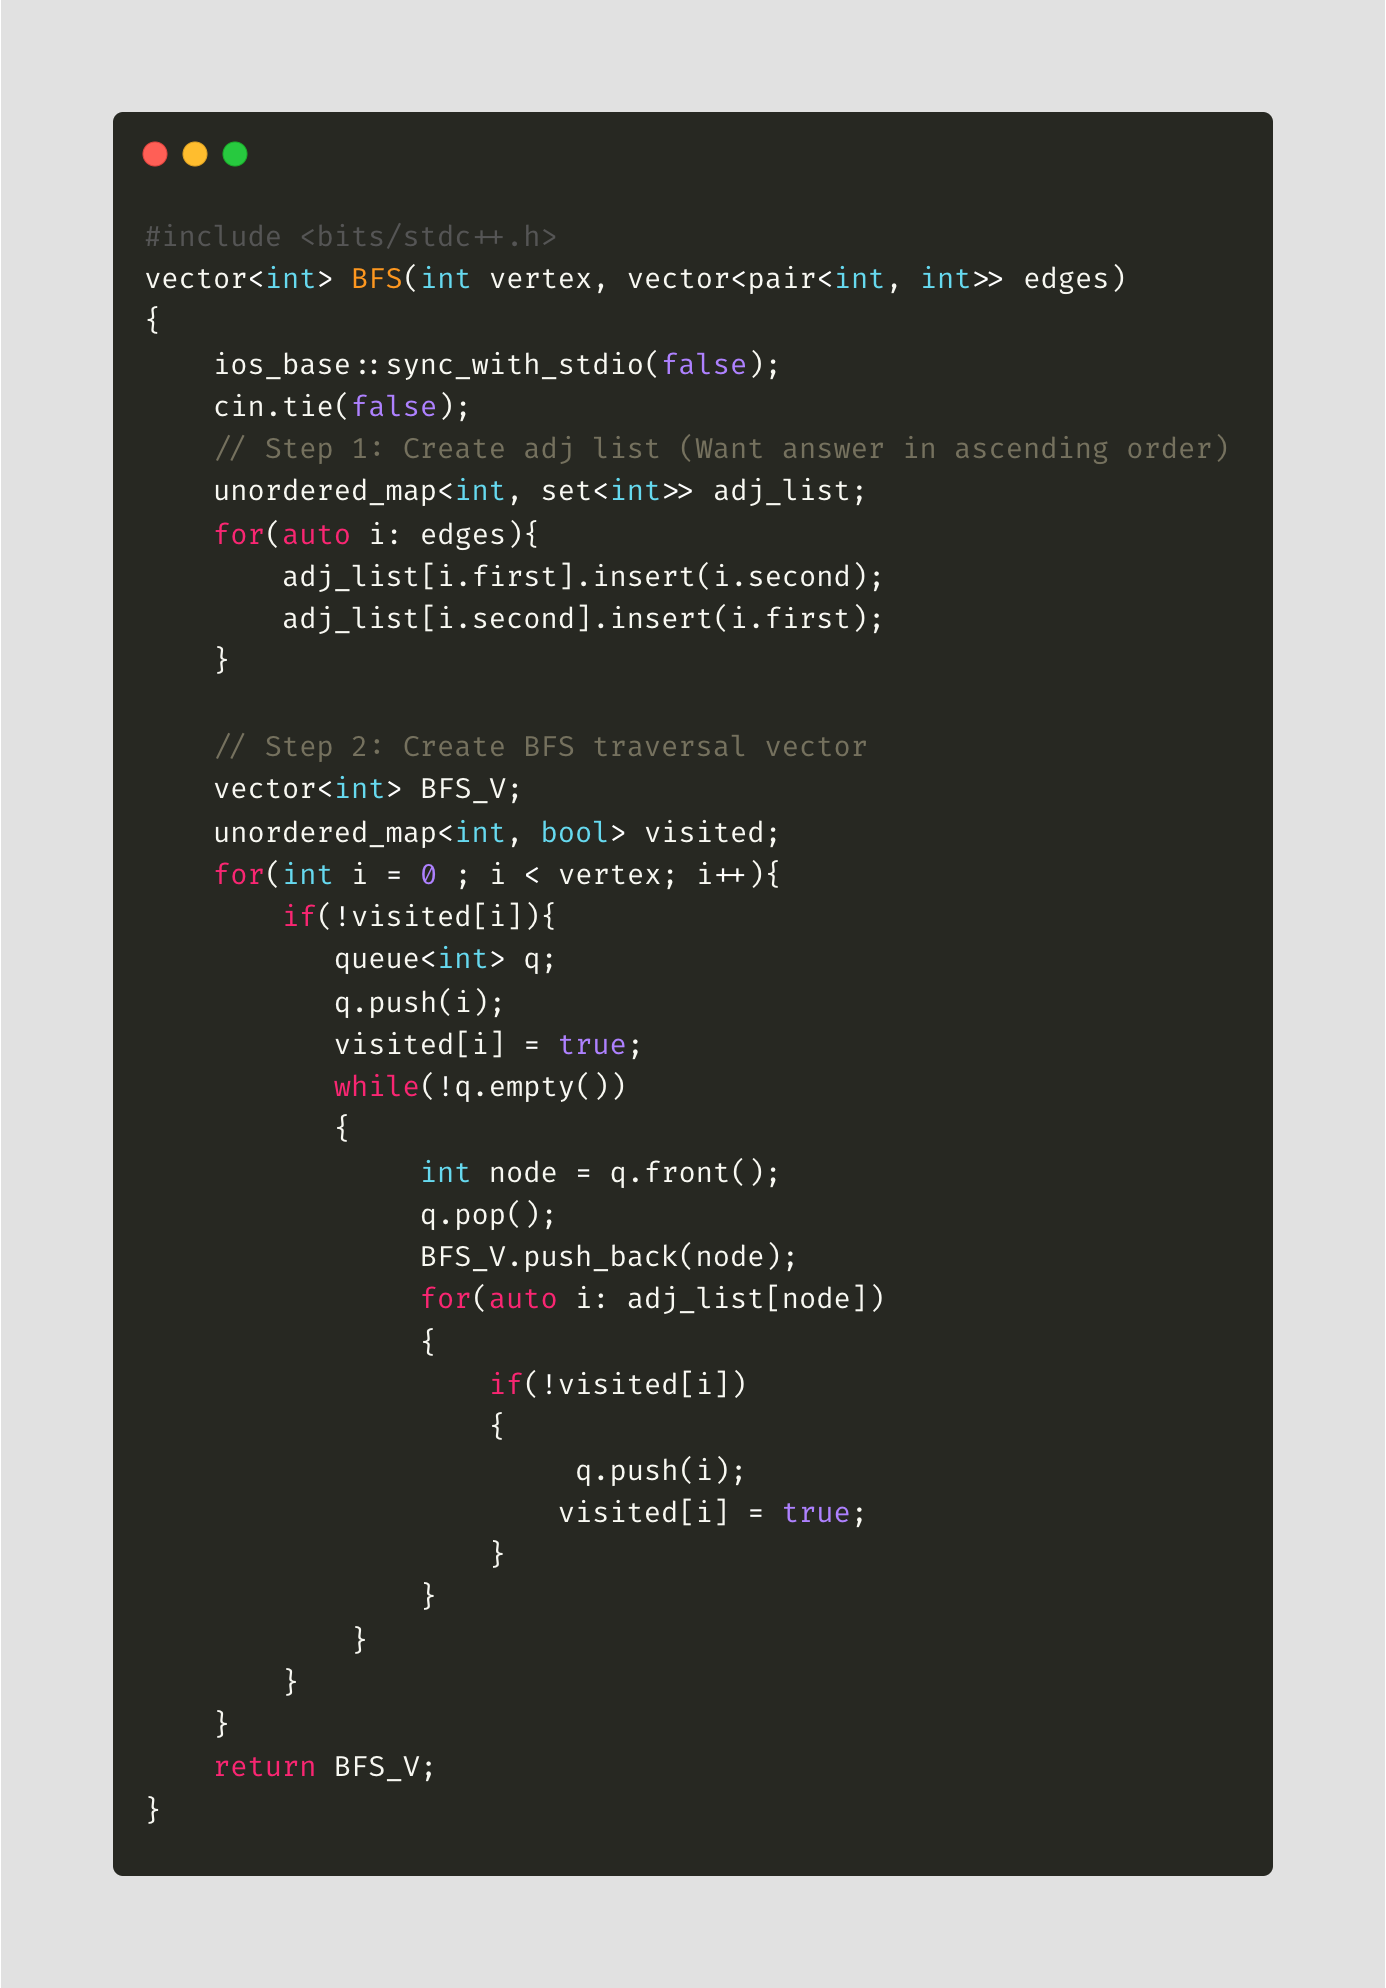 #include <bits/stdc++.h>
vector<int> BFS(int vertex, vector<pair<int, int>> edges)
{
    ios_base::sync_with_stdio(false);
    cin.tie(false);
    // Step 1: Create adj list (Want answer in ascending order)
    unordered_map<int, set<int>> adj_list;
    for(auto i: edges){
        adj_list[i.first].insert(i.second);
        adj_list[i.second].insert(i.first);
    }

    // Step 2: Create BFS traversal vector
    vector<int> BFS_V;
    unordered_map<int, bool> visited;
    for(int i = 0 ; i < vertex; i++){
        if(!visited[i]){
           queue<int> q;
           q.push(i);
           visited[i] = true;
           while(!q.empty())
           {
                int node = q.front();
                q.pop();
                BFS_V.push_back(node);
                for(auto i: adj_list[node])
                {
                    if(!visited[i])
                    {
                         q.push(i);
                        visited[i] = true;
                    }
                }
            }
        }
    }
    return BFS_V;
}